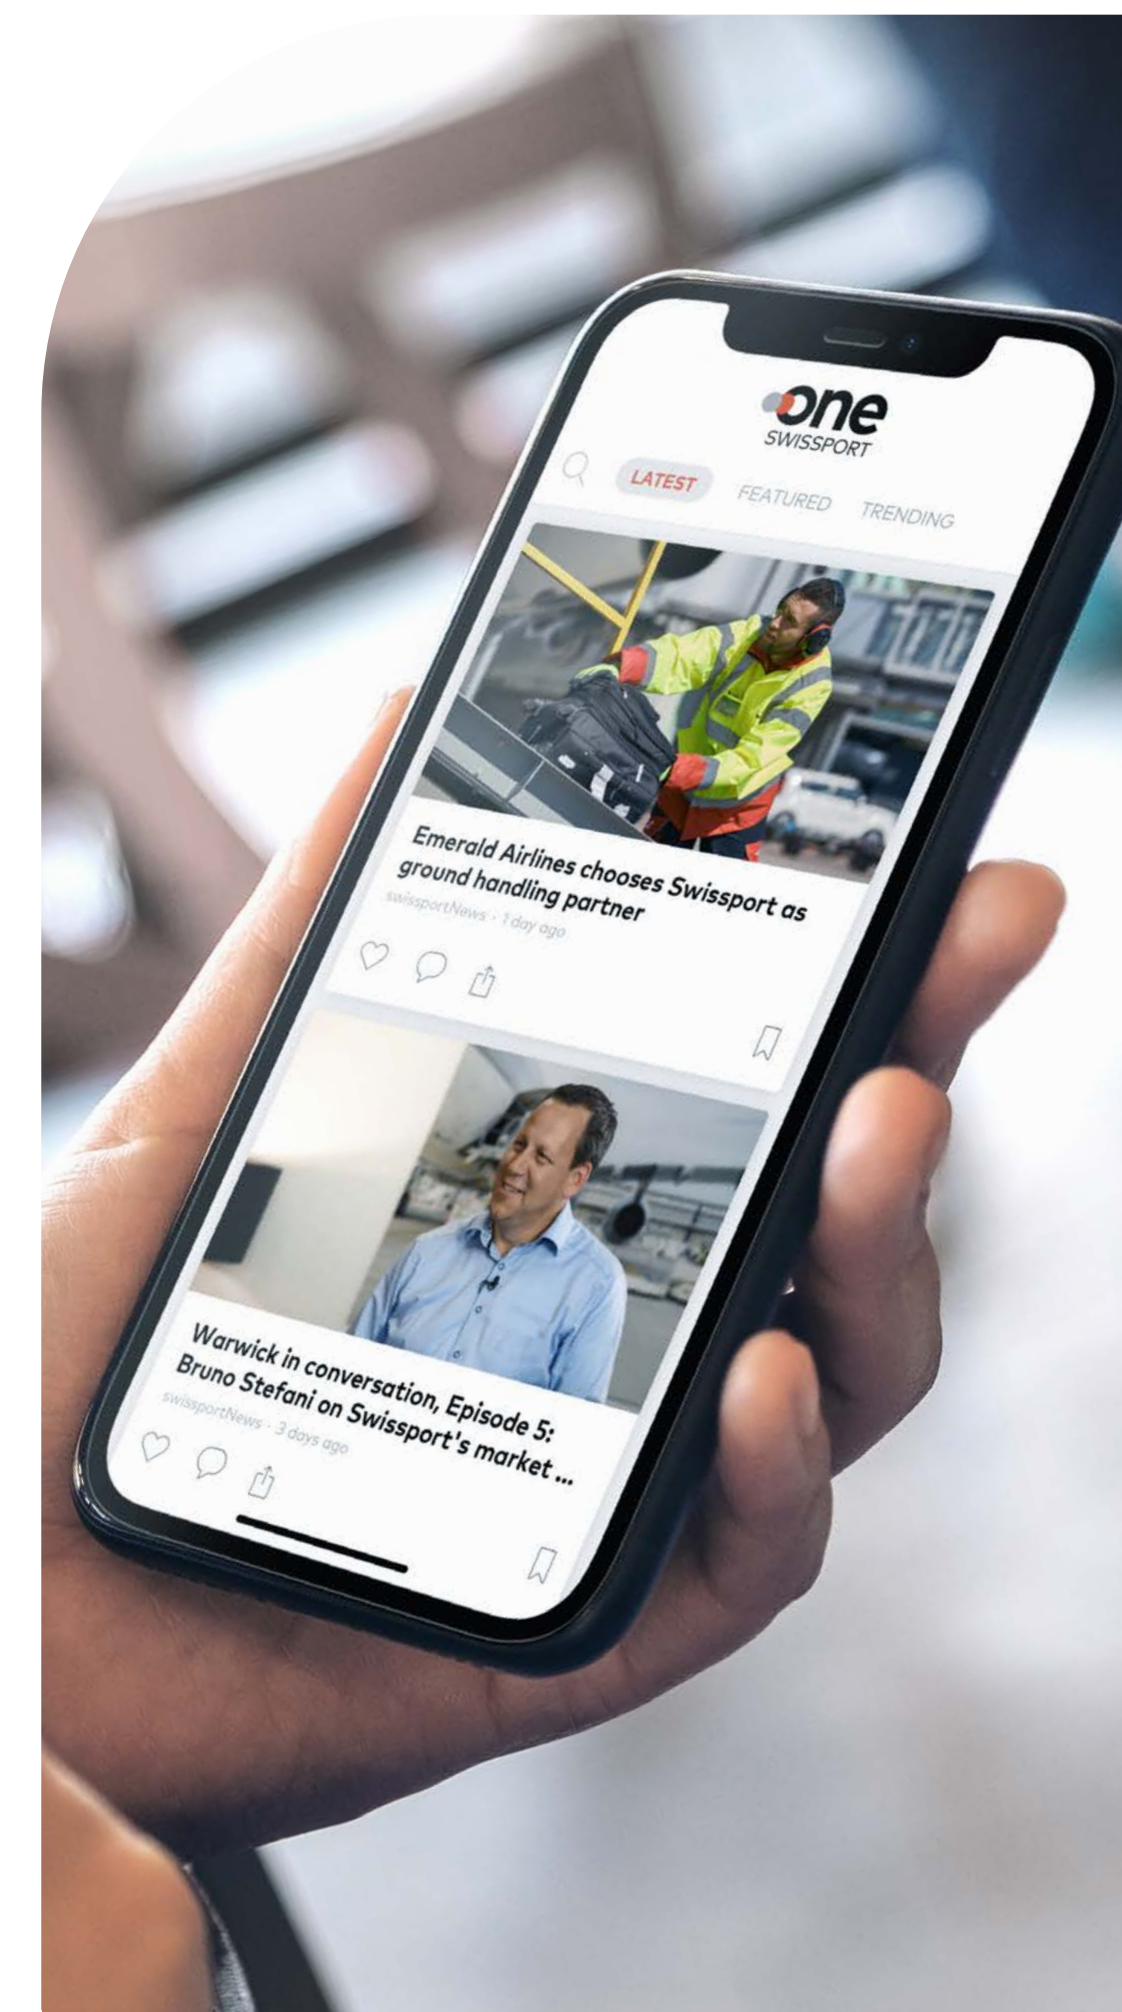 one
SWISSPORT
LATEST FEATURED TRENDING
Emerald Airlines chooses Swissport as
ground handling partner
swissportNews · 1 day ago
Warwick in conversation, Episode 5:
Bruno Stefani on Swissport's market ...
swissportNews · 3 days ago